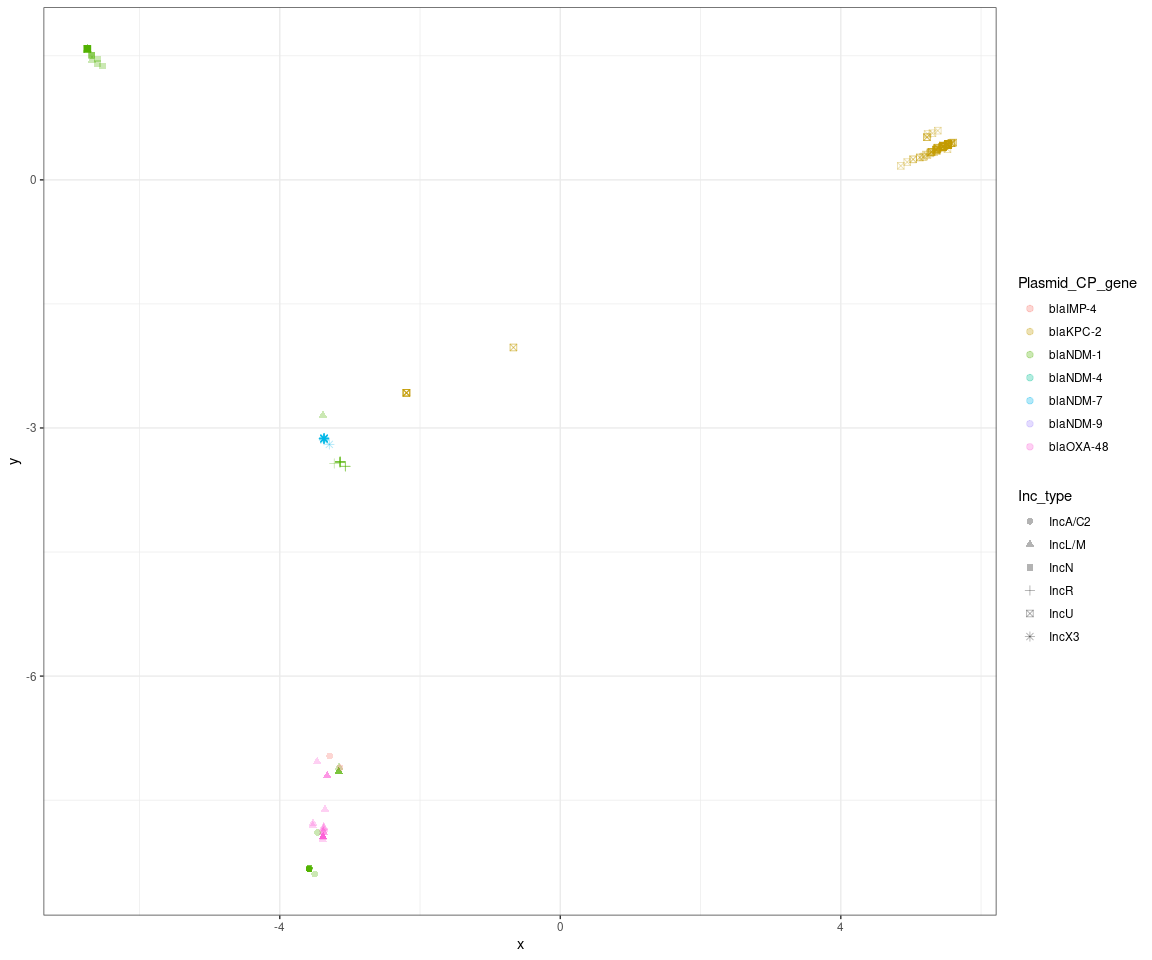 0
-3
-6
y
-4
0
4
x
Plasmid_CP_gene
blaIMP-4
blaKPC-2
blaNDM-1
blaNDM-4
blaNDM-7
blaNDM-9
blaOXA-48
Inc_type
IncA/C2
IncL/M
IncN
IncR
IncU
IncX3